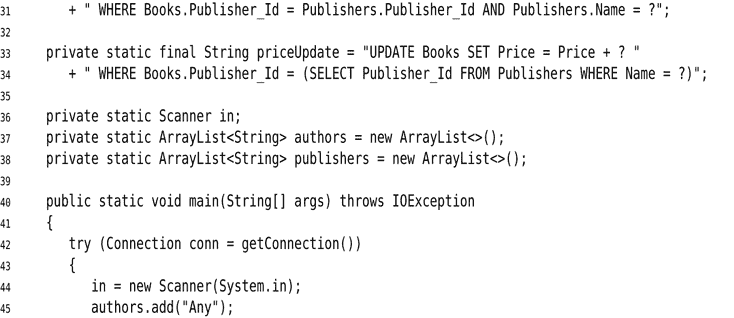 31        + " WHERE Books.Publisher_Id = Publishers.Publisher_Id AND Publishers.Name = ?";
32
33     private static final String priceUpdate = "UPDATE Books SET Price = Price + ? "
34        + " WHERE Books.Publisher_Id = (SELECT Publisher_Id FROM Publishers WHERE Name = ?)";
35
36     private static Scanner in;
37     private static ArrayList<String> authors = new ArrayList<>();
38     private static ArrayList<String> publishers = new ArrayList<>();
39
40     public static void main(String[] args) throws IOException
41     {
42        try (Connection conn = getConnection())
43        {
44           in = new Scanner(System.in);
45           authors.add("Any");